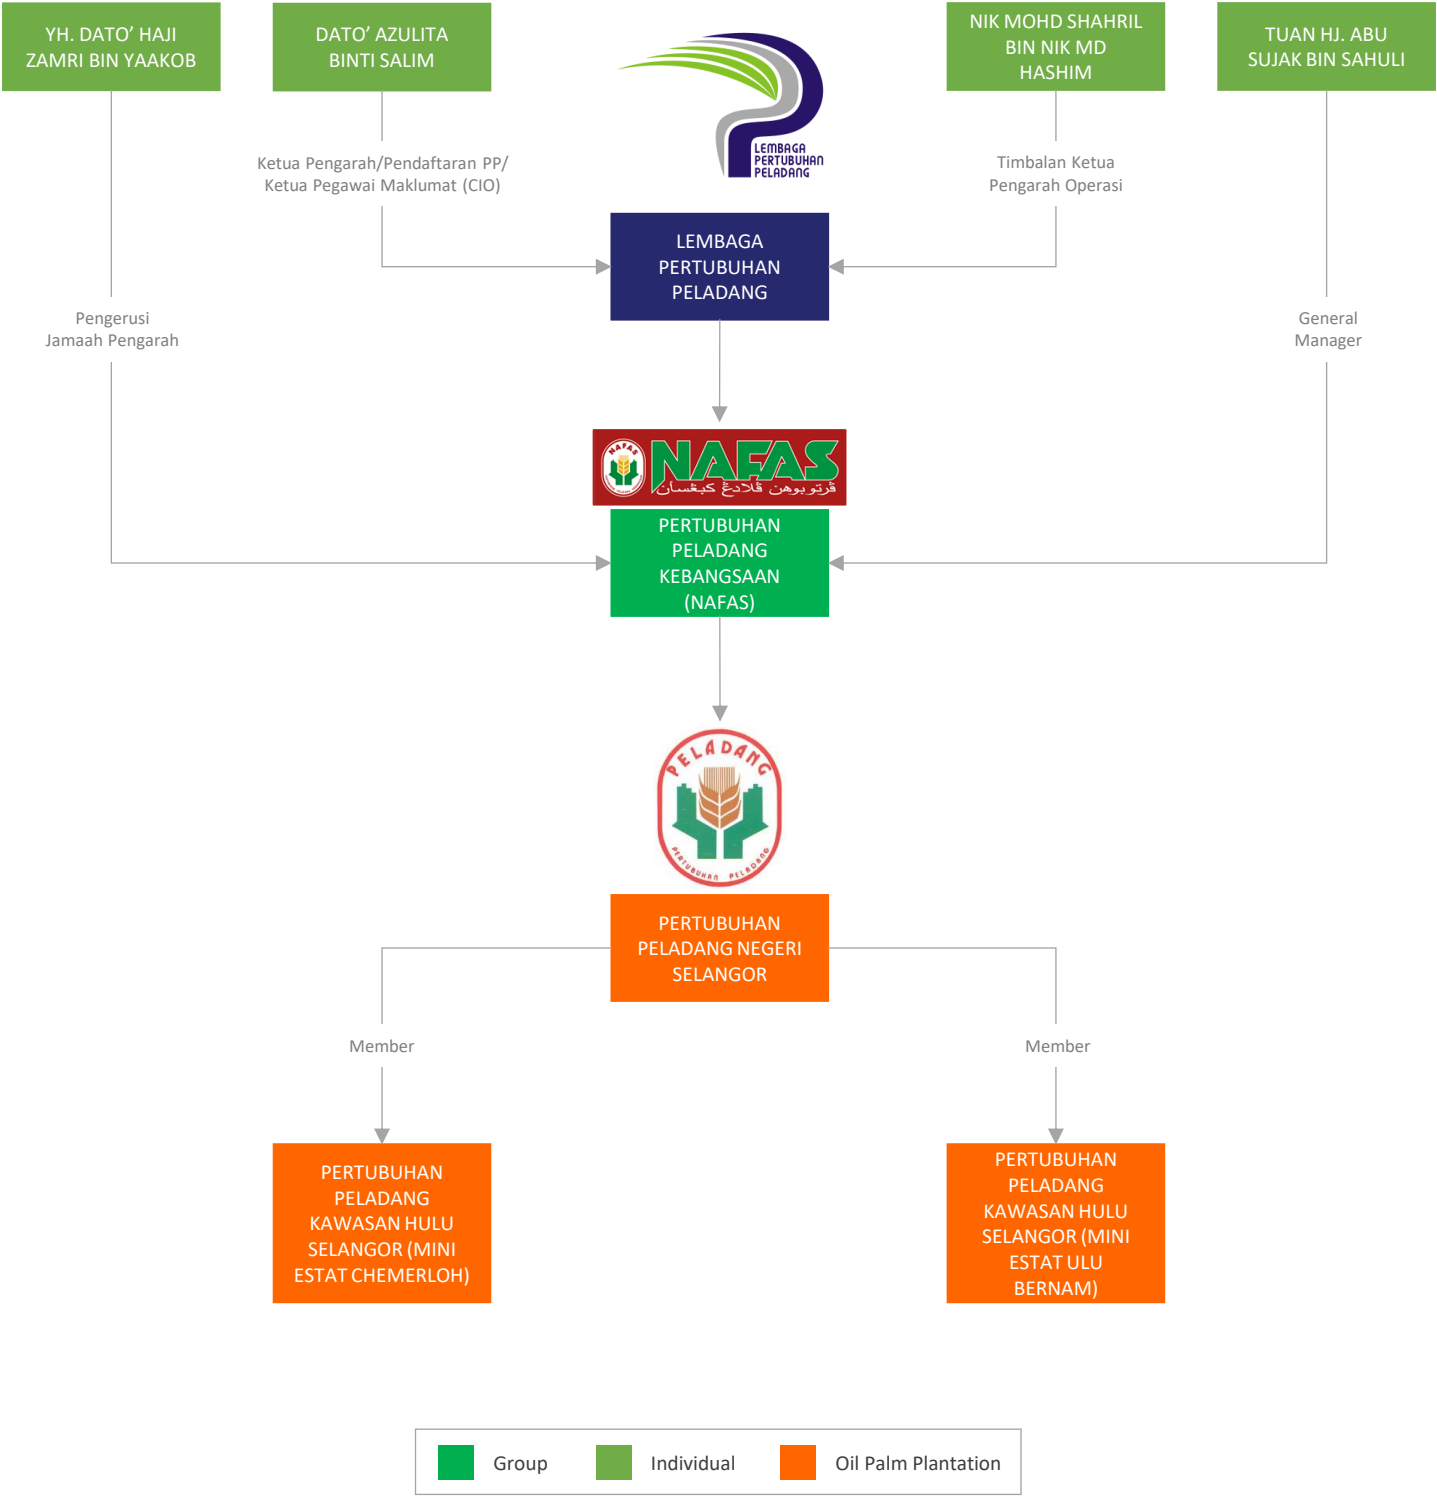 YH. DATO’ HAJI
ZAMRI BIN YAAKOB
DATO’ AZULITA
BINTI SALIM
NIK MOHD SHAHRIL
BIN NIK MD
HASHIM
TUAN HJ. ABU
SUJAK BIN SAHULI
LEMBAGA
PERTUBUHAN
PELADANG
Ketua Pengarah/Pendaftaran PP/
Ketua Pegawai Maklumat (CIO)
Timbalan Ketua
Pengarah Operasi
LEMBAGA
PERTUBUHAN
PELADANG
Pengerusi
Jamaah Pengarah
General
Manager
NAFAS
NAFAS
ڤرتوبوهن ڤلادڠ كبڠسان
PERTUBUHAN
PELADANG
KEBANGSAAN
(NAFAS)
PELADANG
PERTUBUHAN PELADANG
PERTUBUHAN
PELADANG NEGERI
SELANGOR
Member
Member
PERTUBUHAN
PELADANG
KAWASAN HULU
SELANGOR (MINI
ESTAT CHEMERLOH)
PERTUBUHAN
PELADANG
KAWASAN HULU
SELANGOR (MINI
ESTAT ULU
BERNAM)
Group
Individual
Oil Palm Plantation